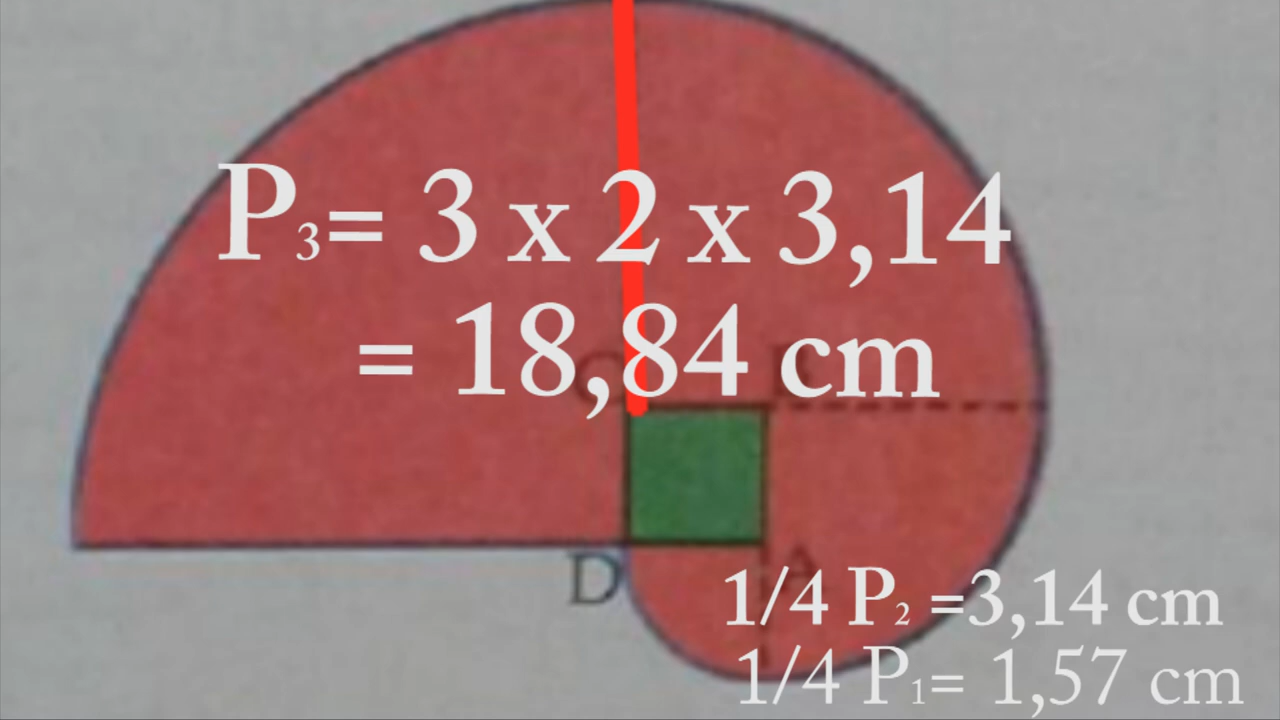 P₃= 3 x 2 x 3,14
= 18,84 cm
C B
D A
1/4 P₂ =3,14 cm
1/4 P₁= 1,57 cm